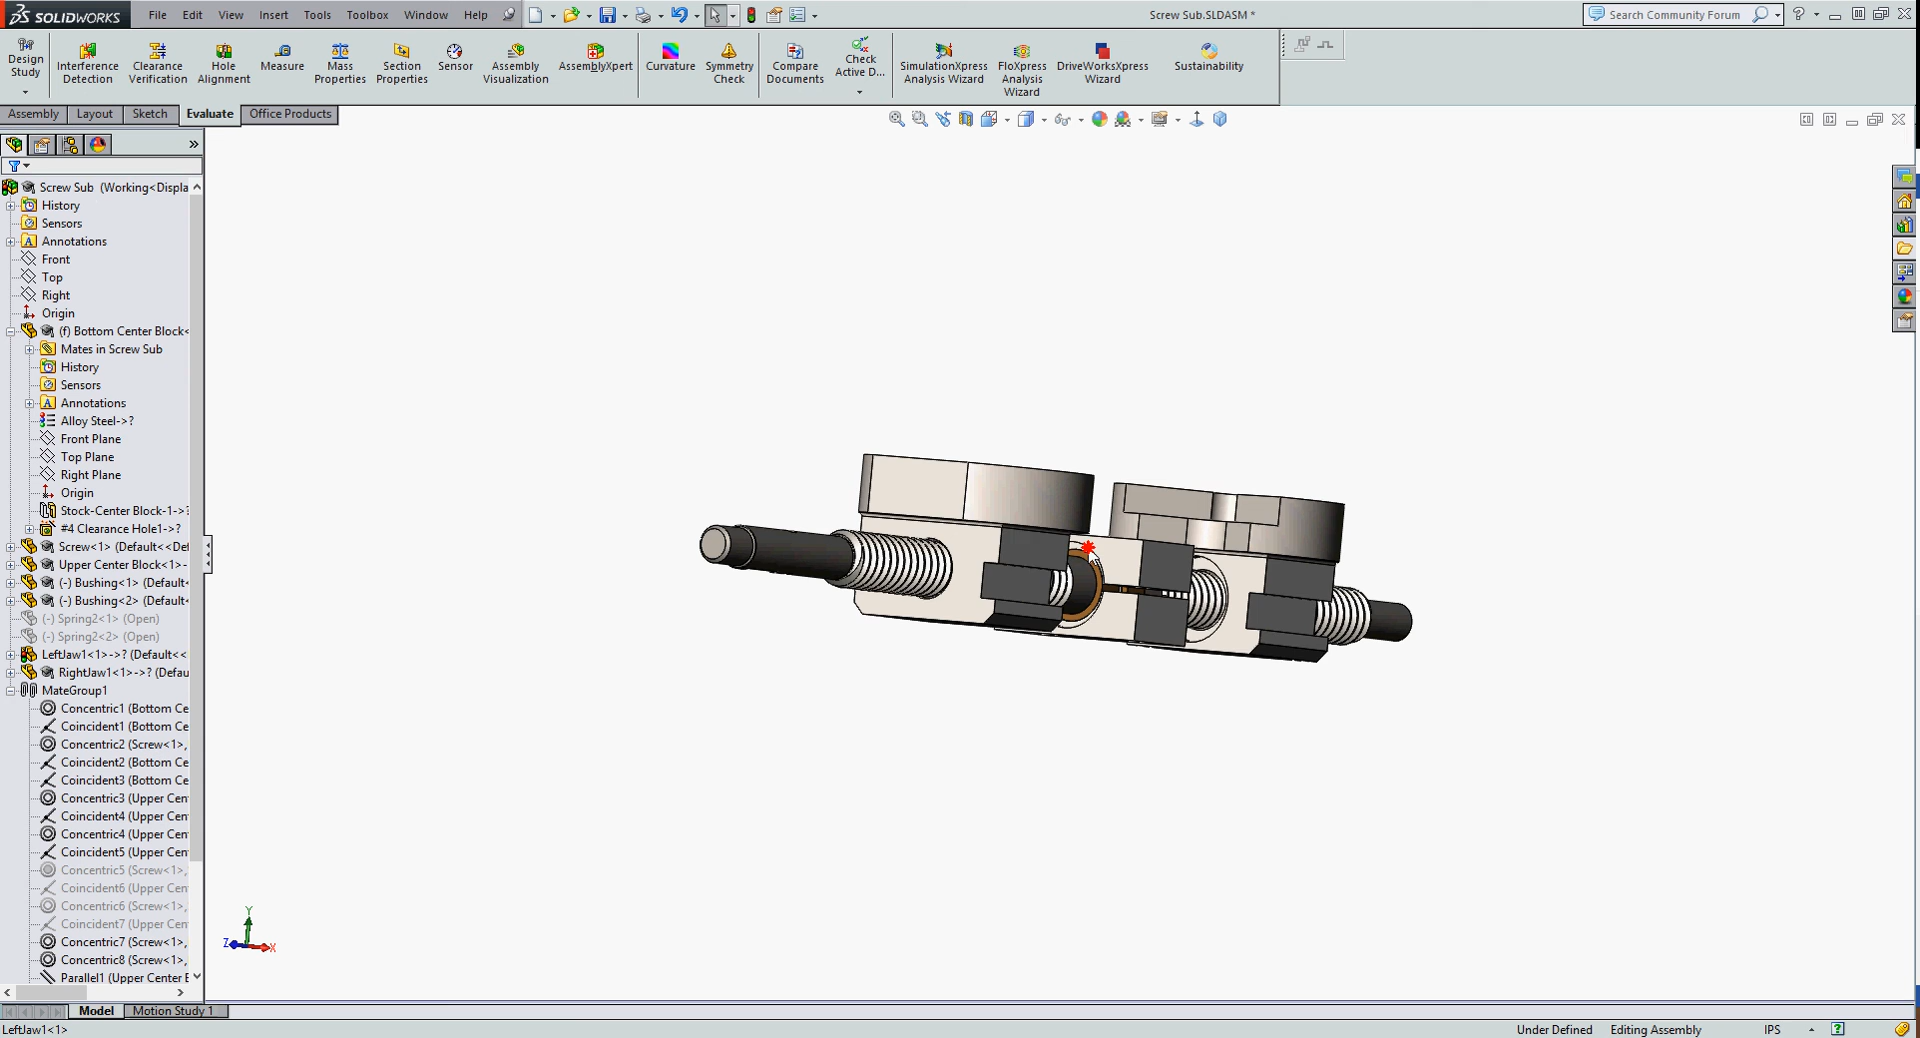 SOLIDWORKS File Edit View Insert Tools Toolbox Window Help Screw Sub.SLDASM * Search Community Forum
Design Study
Interference Detection
Clearance Verification
Hole Alignment
Measure
Mass Properties
Section Properties
Sensor
Assembly Visualization
AssemblyXpert
Curvature
Symmetry Check
Compare Documents
Check Active D...
SimulationXpress Analysis Wizard
FloXpress Analysis Wizard
DriveWorksXpress Wizard
Sustainability
Assembly Layout Sketch Evaluate Office Products
Screw Sub (Working<Displa
History
Sensors
Annotations
Front
Top
Right
Origin
(f) Bottom Center Block<
Mates in Screw Sub
History
Sensors
Annotations
Alloy Steel->?
Front Plane
Top Plane
Right Plane
Origin
Stock-Center Block-1->?
#4 Clearance Hole1->?
Screw<1> (Default<<Def
Upper Center Block<1>-
(-) Bushing<1> (Default<
(-) Bushing<2> (Default<
(-) Spring2<1> (Open)
(-) Spring2<2> (Open)
LeftJaw1<1>->? (Default<<
RightJaw1<1>->? (Defau
MateGroup1
Concentric1 (Bottom Ce
Coincident1 (Bottom Ce
Concentric2 (Screw<1>,
Coincident2 (Bottom Ce
Coincident3 (Bottom Ce
Concentric3 (Upper Cen
Coincident4 (Upper Cen
Concentric4 (Upper Cen
Coincident5 (Upper Cen
Concentric5 (Screw<1>,
Coincident6 (Upper Cen
Concentric6 (Screw<1>,
Coincident7 (Upper Cen
Concentric7 (Screw<1>,
Concentric8 (Screw<1>,
Parallel1 (Upper Center B
Y
Z X
Model Motion Study 1
LeftJaw1<1> Under Defined Editing Assembly IPS